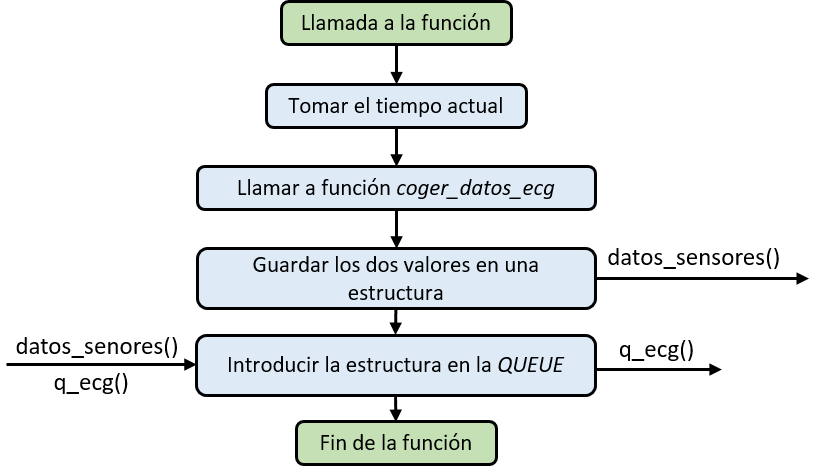 Llamada a la función
Tomar el tiempo actual
Llamar a función coger_datos_ecg
Guardar los dos valores en una
estructura
datos_sensores()
datos_senores()
q_ecg()
Introducir la estructura en la QUEUE
q_ecg()
Fin de la función